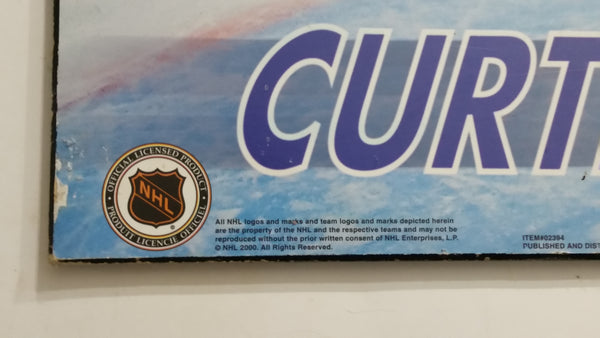 CURT
OFFICIAL LICENSED PRODUCT
NHL
®
PRODUIT LICENCIÉ OFFICIEL
All NHL logos and marks and team logos and marks depicted herein
are the property of the NHL and the respective teams and may not be
reproduced without the prior written consent of NHL Enterprises, L.P.
© NHL 2000. All Rights Reserved.
ITEM#02394
PUBLISHED AND DIST